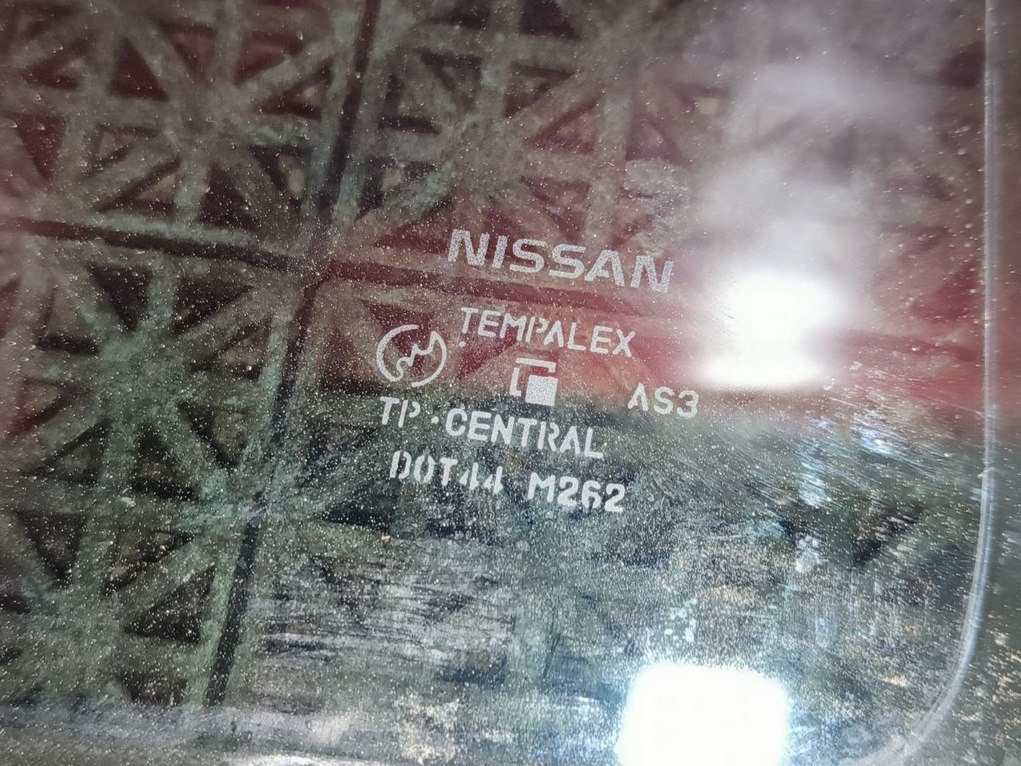 NISSAN
TEMPALEX
AS3
TP·CENTRAL
DOT44 M262